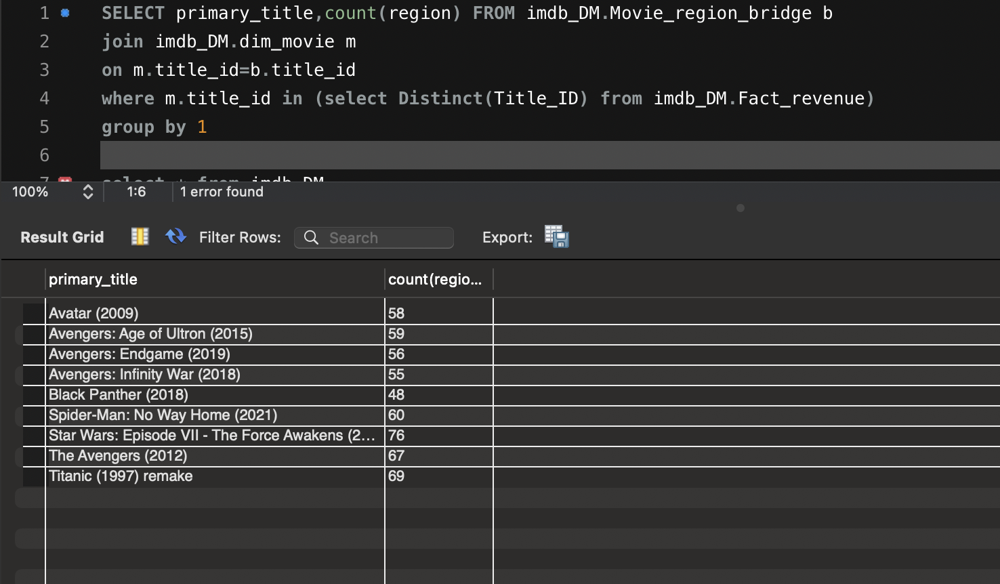 1 SELECT primary_title,count(region) FROM imdb_DM.Movie_region_bridge b
2 join imdb_DM.dim_movie m
3 on m.title_id=b.title_id
4 where m.title_id in (select Distinct(Title_ID) from imdb_DM.Fact_revenue)
5 group by 1
6
7 select * from imdb_DM
100% 1:6 1 error found
Result Grid Filter Rows: Search Export:
primary_title count(regio...
Avatar (2009) 58
Avengers: Age of Ultron (2015) 59
Avengers: Endgame (2019) 56
Avengers: Infinity War (2018) 55
Black Panther (2018) 48
Spider-Man: No Way Home (2021) 60
Star Wars: Episode VII - The Force Awakens (2... 76
The Avengers (2012) 67
Titanic (1997) remake 69